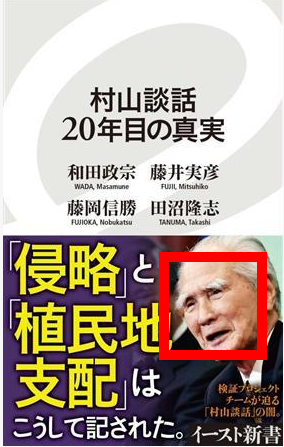 村山談話
20年目の真実
和田政宗 藤井実彦
WADA, Masamune FUJII, Mitsuhiko
藤岡信勝 田沼隆志
FUJIOKA, Nobukatsu TANUMA, Takashi
「侵略」と
「植民地
支配」は
こうして記された。
検証プロジェクト
チームが迫る
「村山談話」の闇。
イースト新書